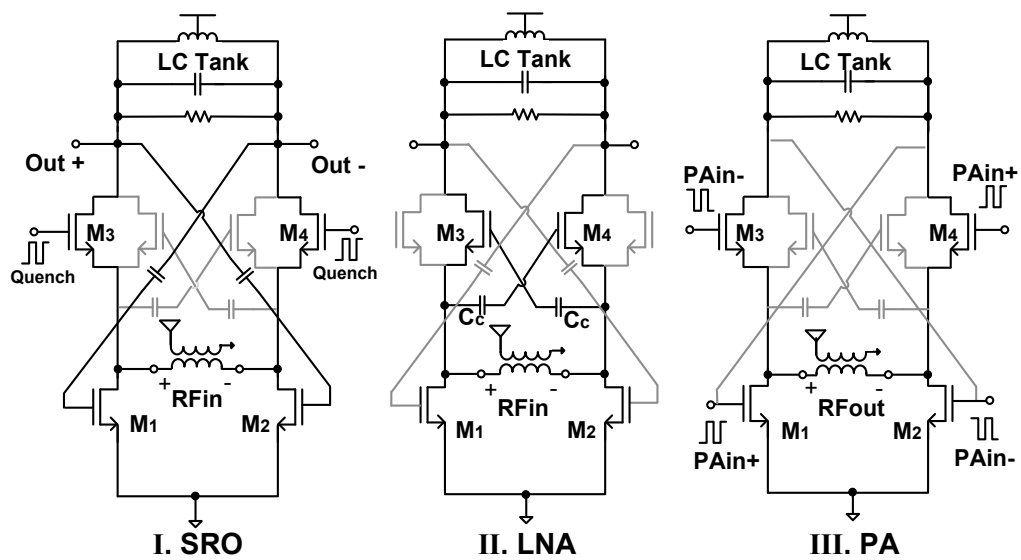 LC Tank
Out +
Out -
M3
M4
Quench
Quench
+
-
RFin
M1
M2
I. SRO
LC Tank
M3
M4
Cc
Cc
+
-
RFin
M1
M2
II. LNA
LC Tank
PAin-
PAin+
M3
M4
+
-
RFout
M1
M2
PAin+
PAin-
III. PA